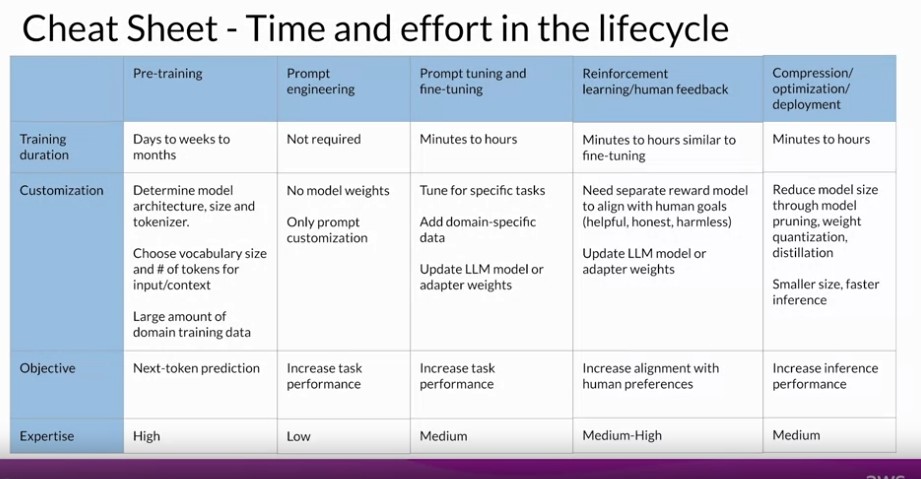 Cheat Sheet - Time and effort in the lifecycle
Pre-training
Prompt
engineering
Prompt tuning and
fine-tuning
Reinforcement
learning/human feedback
Compression/
optimization/
deployment
Training
duration
Days to weeks to
months
Not required
Minutes to hours
Minutes to hours similar to
fine-tuning
Minutes to hours
Customization
Determine model
architecture, size and
tokenizer.
Choose vocabulary size
and # of tokens for
input/context
Large amount of
domain training data
No model weights
Only prompt
customization
Tune for specific tasks
Add domain-specific
data
Update LLM model or
adapter weights
Need separate reward model
to align with human goals
(helpful, honest, harmless)
Update LLM model or
adapter weights
Reduce model size
through model
pruning, weight
quantization,
distillation
Smaller size, faster
inference
Objective
Next-token prediction
Increase task
performance
Increase task
performance
Increase alignment with
human preferences
Increase inference
performance
Expertise
High
Low
Medium
Medium-High
Medium
aws